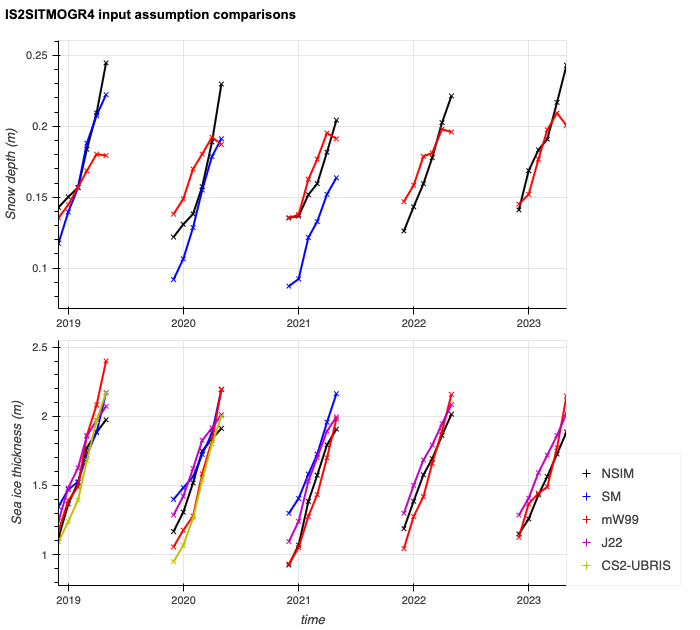 IS2SITMOGR4 input assumption comparisons
0.25
0.2
0.15
0.1
Snow depth (m)
2019
2020
2021
2022
2023
2.5
2
1.5
1
Sea ice thickness (m)
2019
2020
2021
2022
2023
time
NSIM
SM
mW99
J22
CS2-UBRIS